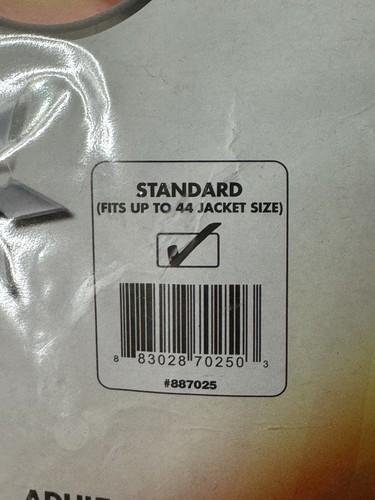 STANDARD
(FITS UP TO 44 JACKET SIZE)
8 83028 70250 3
#887025